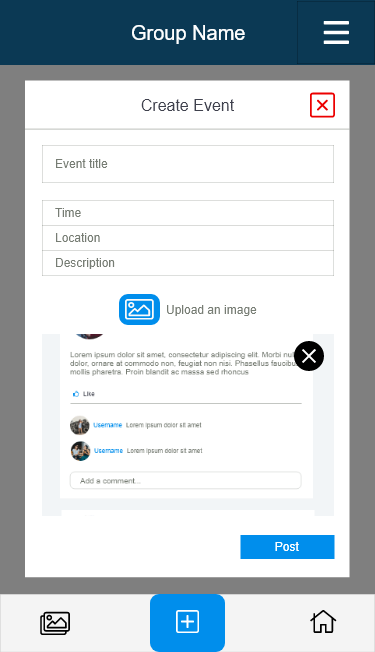 Group Name
Create Event
Event title
Time
Location
Description
Upload an image
Lorem ipsum dolor sit amet, consectetur adipiscing elit. Morbi nulla
dolor, ornare at commodo non, feugiat non nisi. Phasellus faucibus
mollis pharetra. Proin blandit ac massa sed rhoncus
Like
Username Lorem ipsum dolor sit amet
Username Lorem ipsum dolor sit amet
Add a comment...
Post